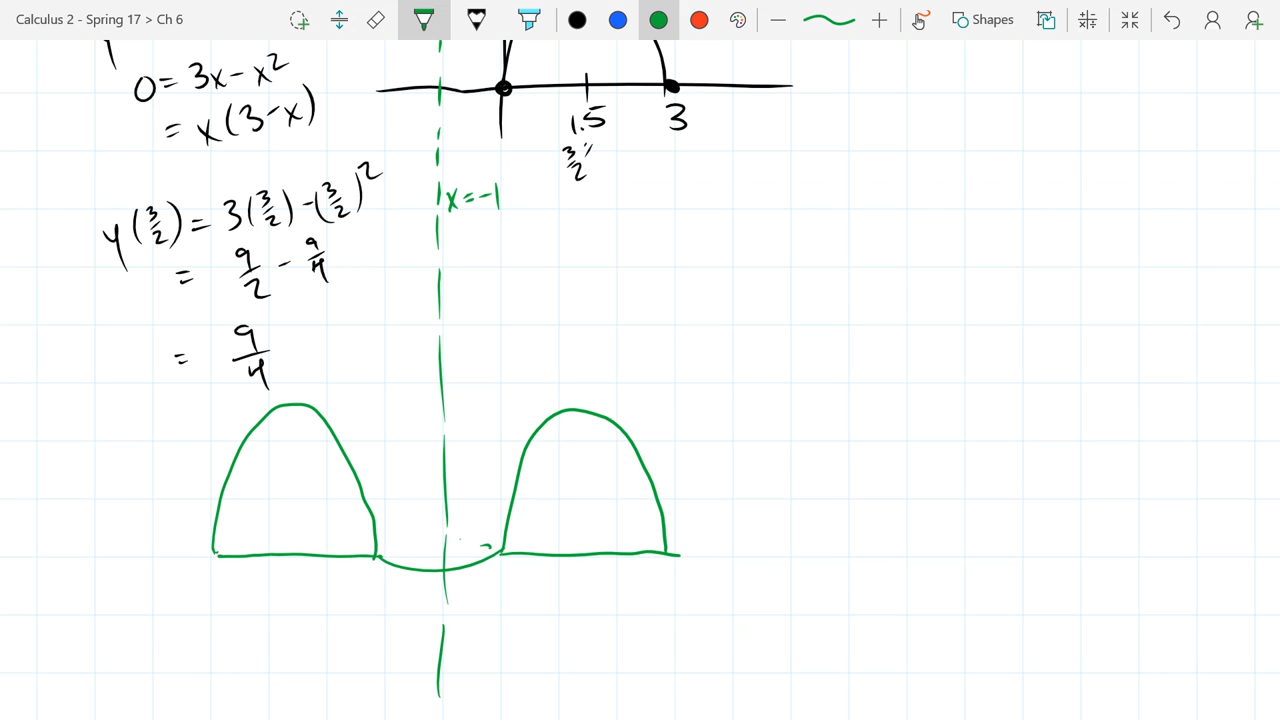 Calculus 2 - Spring 17 > Ch 6
Shapes
0 = 3x - x²
= x(3-x)
1.5
3
3/2
x = -1
y(3/2) = 3(3/2) - (3/2)²
= 9/2 - 9/4
= 9/4